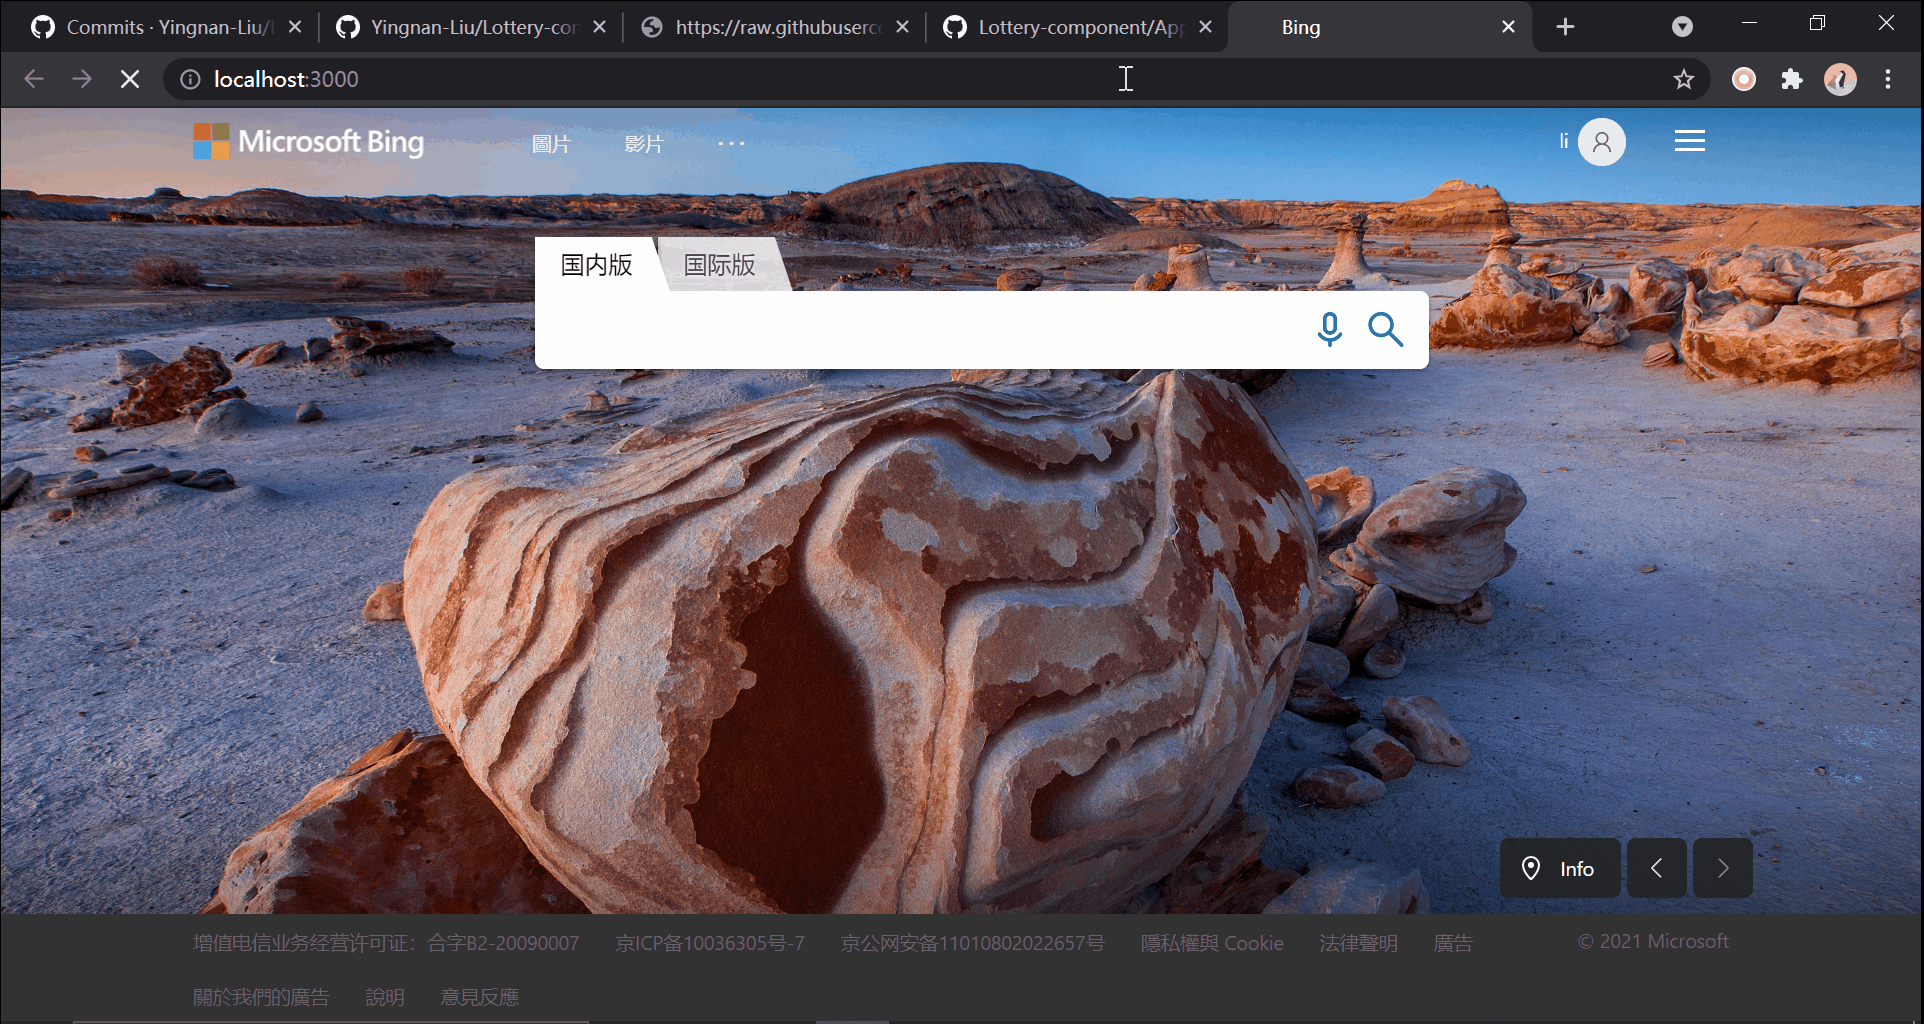 Commits · Yingnan-Liu/L
Yingnan-Liu/Lottery-con
https://raw.githubuserco
Lottery-component/App
Bing
localhost:3000
Microsoft Bing
圖片
影片
...
li
国内版
国际版
Info
增值电信业务经营许可证：合字B2-20090007
京ICP备10036305号-7
京公网安备11010802022657号
隱私權與 Cookie
法律聲明
廣告
© 2021 Microsoft
關於我們的廣告
說明
意見反應